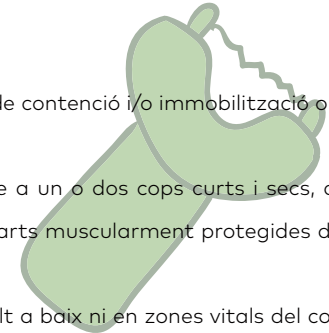 de contenció i/o immobilització o
e a un o dos cops curts i secs,
arts muscularment protegides d
lt a baix ni en zones vitals del co